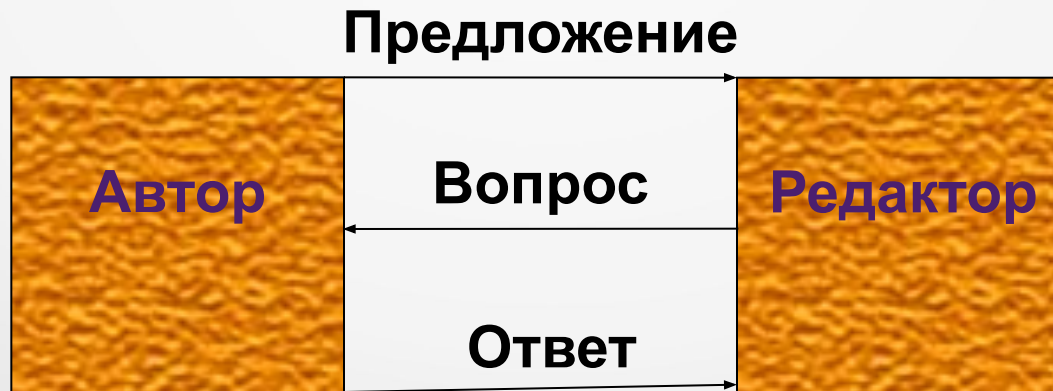 Предложение
Автор
Вопрос
Редактор
Ответ